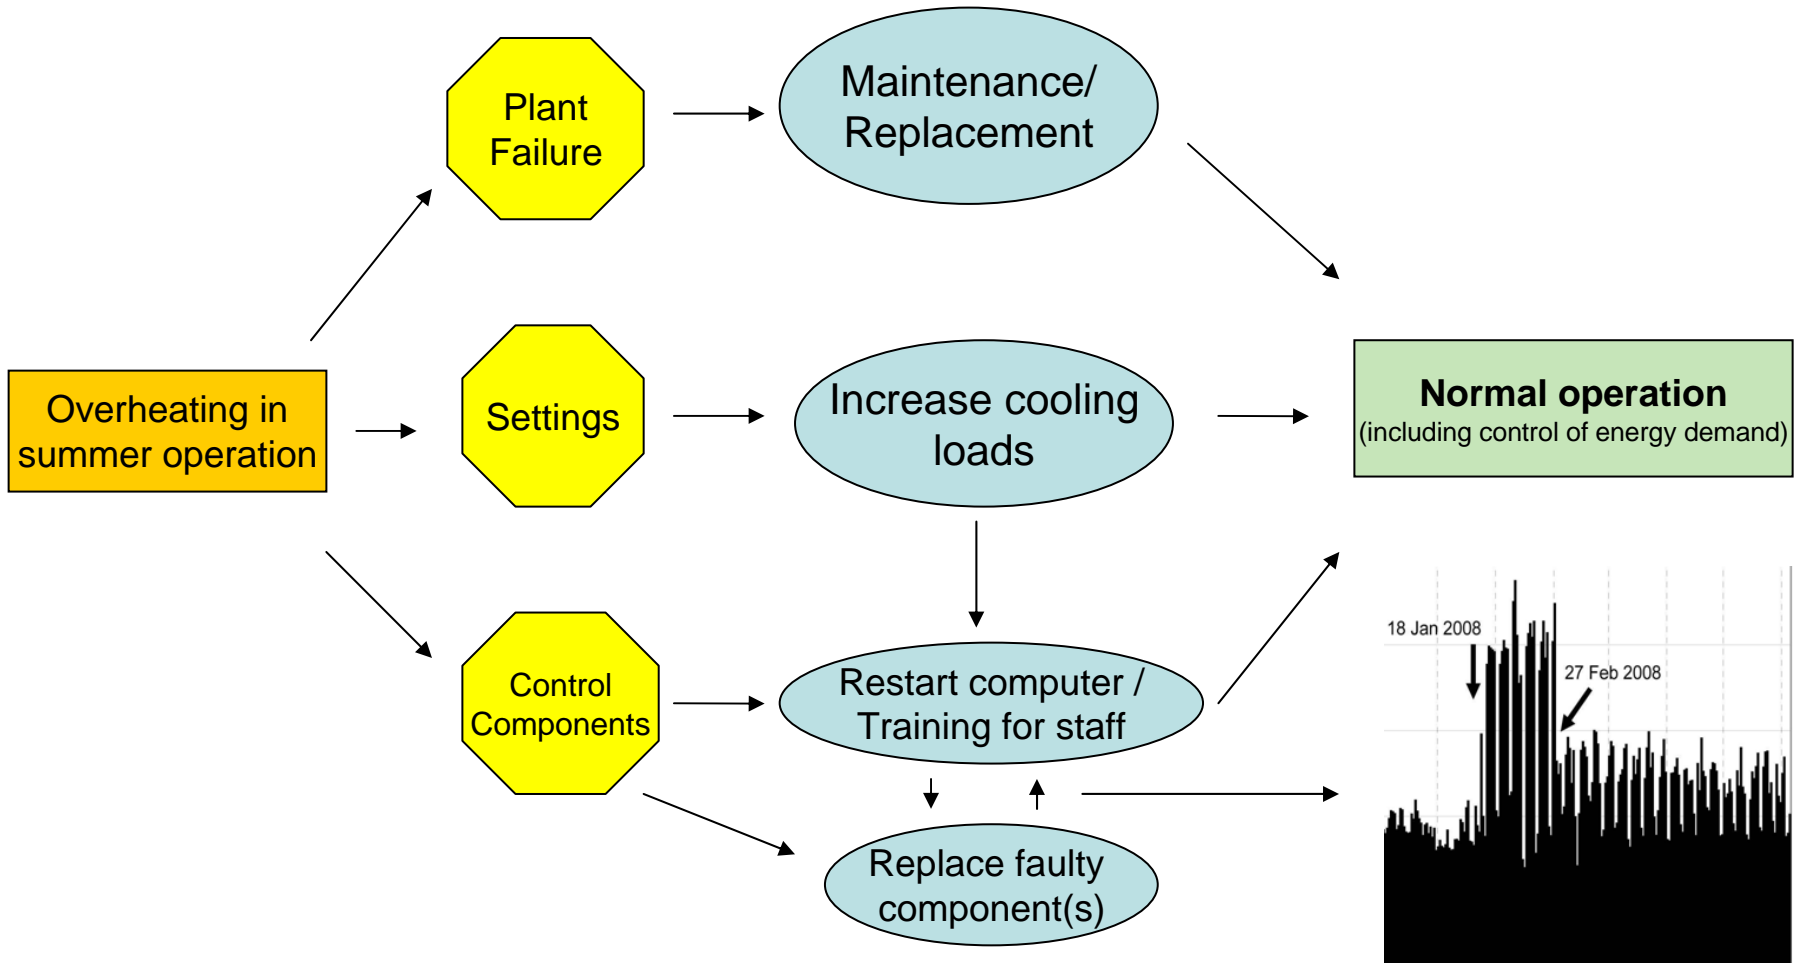 Plant
Failure
Maintenance/
Replacement
Overheating in
summer operation
Settings
Increase cooling
loads
Normal operation
(including control of energy demand)
Control
Components
Restart computer /
Training for staff
Replace faulty
component(s)
18 Jan 2008
27 Feb 2008